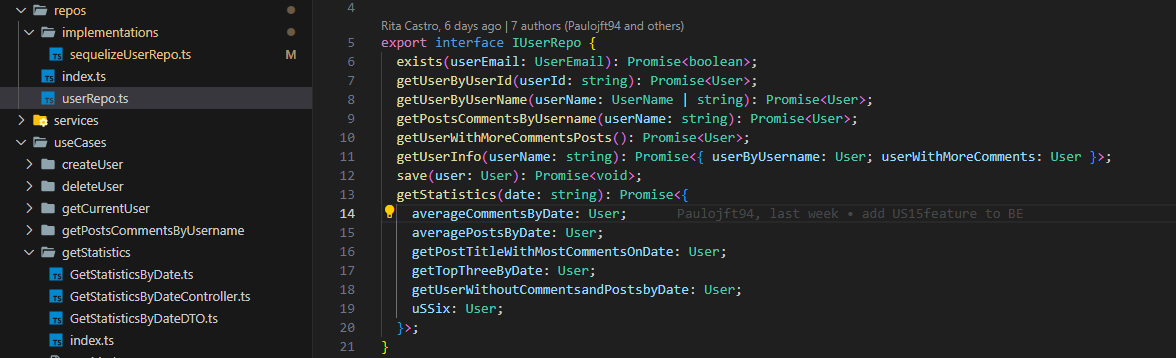 repos
implementations
sequelizeUserRepo.ts M
TS index.ts
TS userRepo.ts
services
useCases
createUser
deleteUser
getCurrentUser
getPostsCommentsByUsername
getStatistics
TS GetStatisticsByDate.ts
TS GetStatisticsByDateController.ts
TS GetStatisticsByDateDTO.ts
TS index.ts
4
Rita Castro, 6 days ago | 7 authors (Paulojft94 and others)
5 export interface IUserRepo {
6 exists(userEmail: UserEmail): Promise<boolean>;
7 getUserByUserId(userId: string): Promise<User>;
8 getUserByUserName(userName: UserName | string): Promise<User>;
9 getPostsCommentsByUsername(userName: string): Promise<User>;
10 getUserWithMoreCommentsPosts(): Promise<User>;
11 getUserInfo(userName: string): Promise<{ userByUsername: User; userWithMoreComments: User }>;
12 save(user: User): Promise<void>;
13 getStatistics(date: string): Promise<{
14 averageCommentsByDate: User; Paulojft94, last week • add US15feature to BE
15 averagePostsByDate: User;
16 getPostTitleWithMostCommentsOnDate: User;
17 getTopThreeByDate: User;
18 getUserWithoutCommentsandPostsbyDate: User;
19 uSSix: User;
20 }>;
21 }